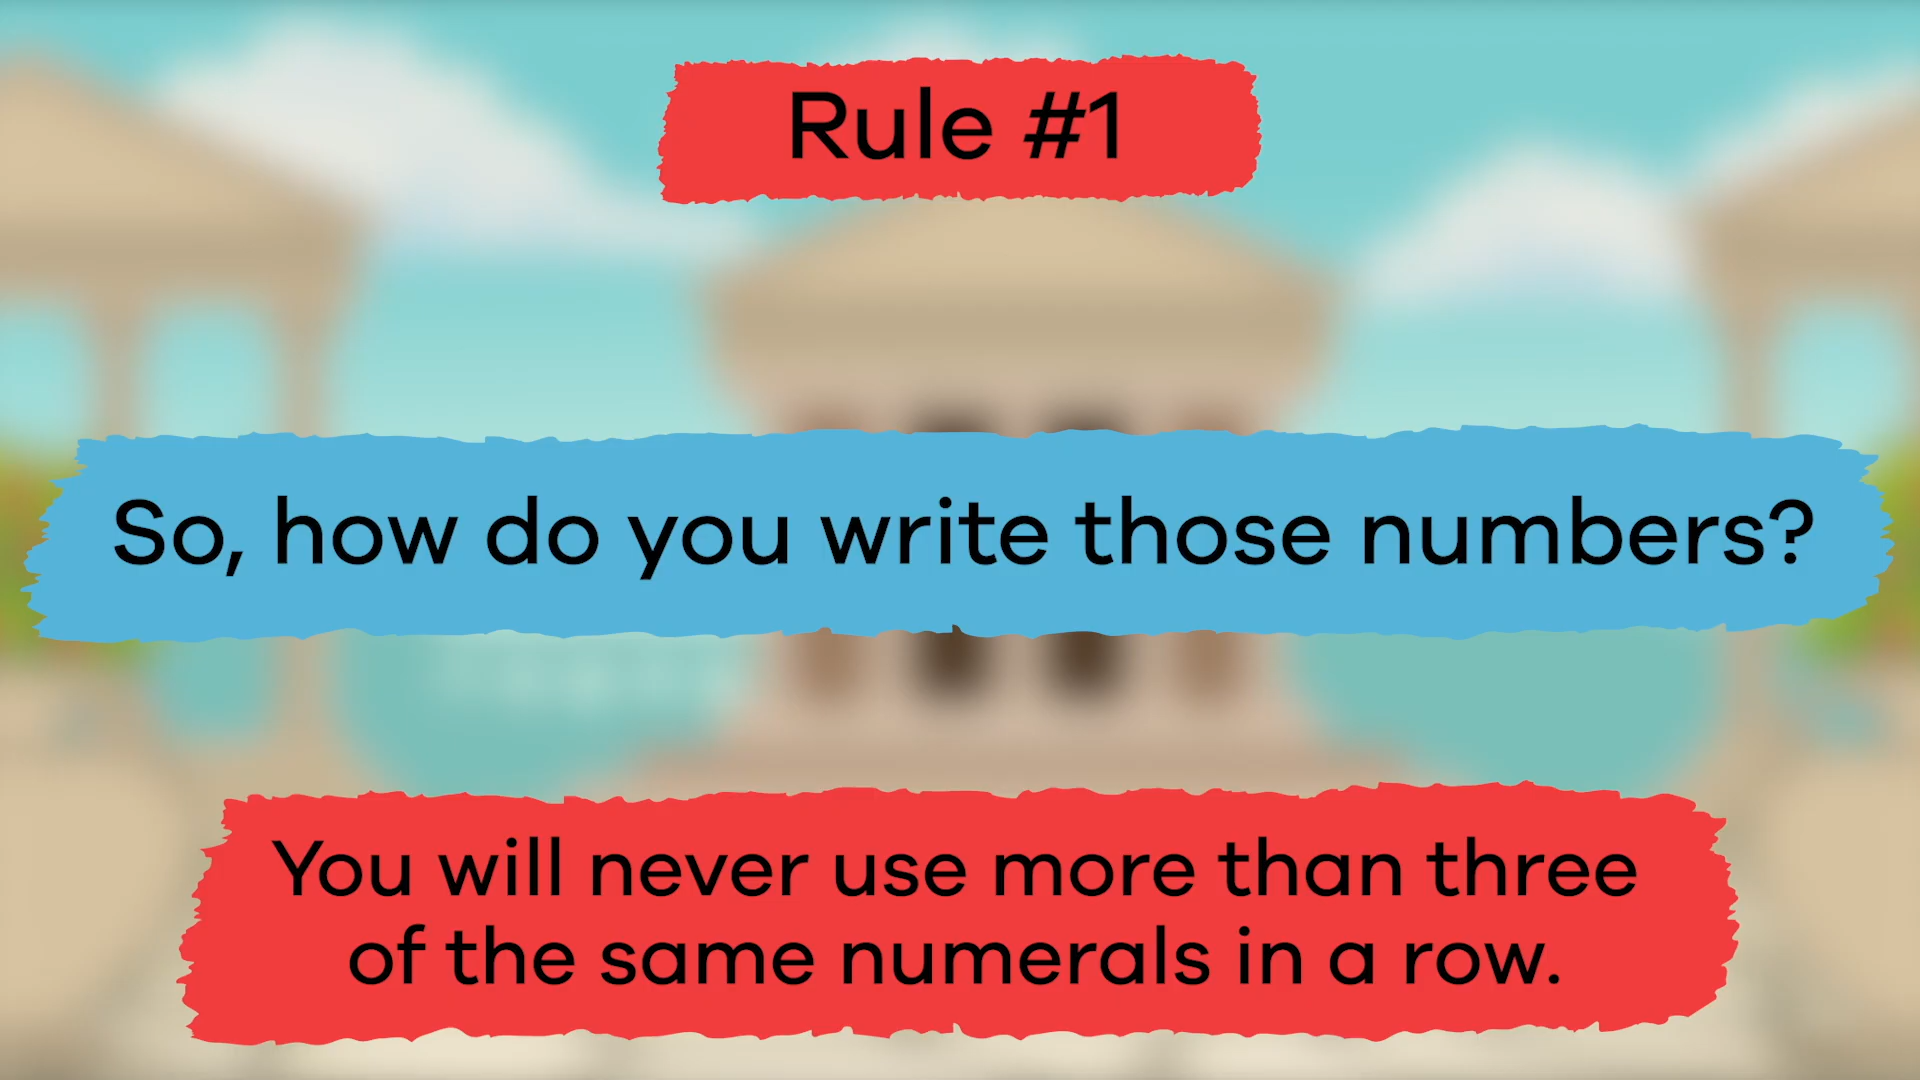 Rule #1
So, how do you write those numbers?
You will never use more than three
of the same numerals in a row.